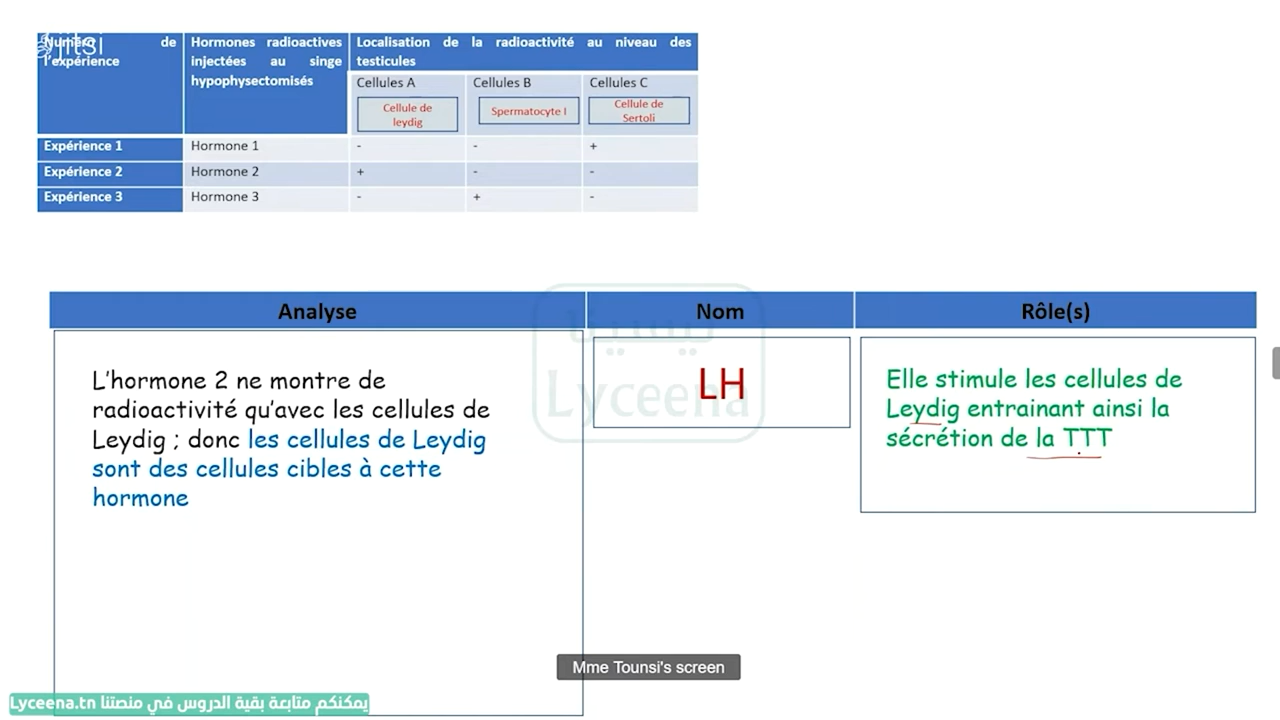 jitsi
Numéro de l'expérience
Hormones radioactives injectées au singe hypophysectomisés
Localisation de la radioactivité au niveau des testicules
Cellules A
Cellules B
Cellules C
Cellule de leydig
Spermatocyte I
Cellule de Sertoli
Expérience 1 Hormone 1 - - +
Expérience 2 Hormone 2 + - -
Expérience 3 Hormone 3 - + -
Analyse
Nom
Rôle(s)
L'hormone 2 ne montre de
radioactivité qu'avec les cellules de
Leydig ; donc les cellules de Leydig
sont des cellules cibles à cette
hormone
LH
Elle stimule les cellules de
Leydig entrainant ainsi la
sécrétion de la TTT
ليسينا
Lyceena
Mme Tounsi's screen
يمكنكم متابعة بقية الدروس في منصتنا Lyceena.tn